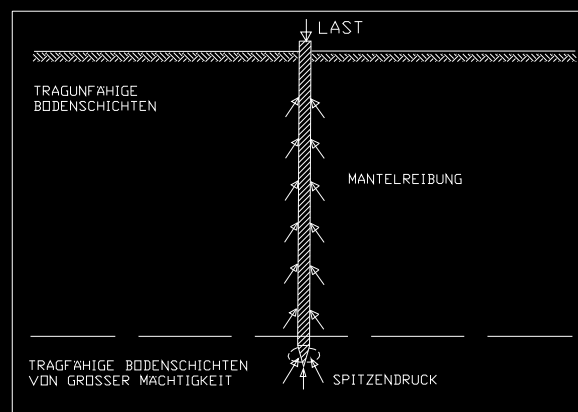 LAST
TRAGUNFÄHIGE
BODENSCHICHTEN
MANTELREIBUNG
TRAGFÄHIGE BODENSCHICHTEN
VON GROSSER MÄCHTIGKEIT
SPITZENDRUCK